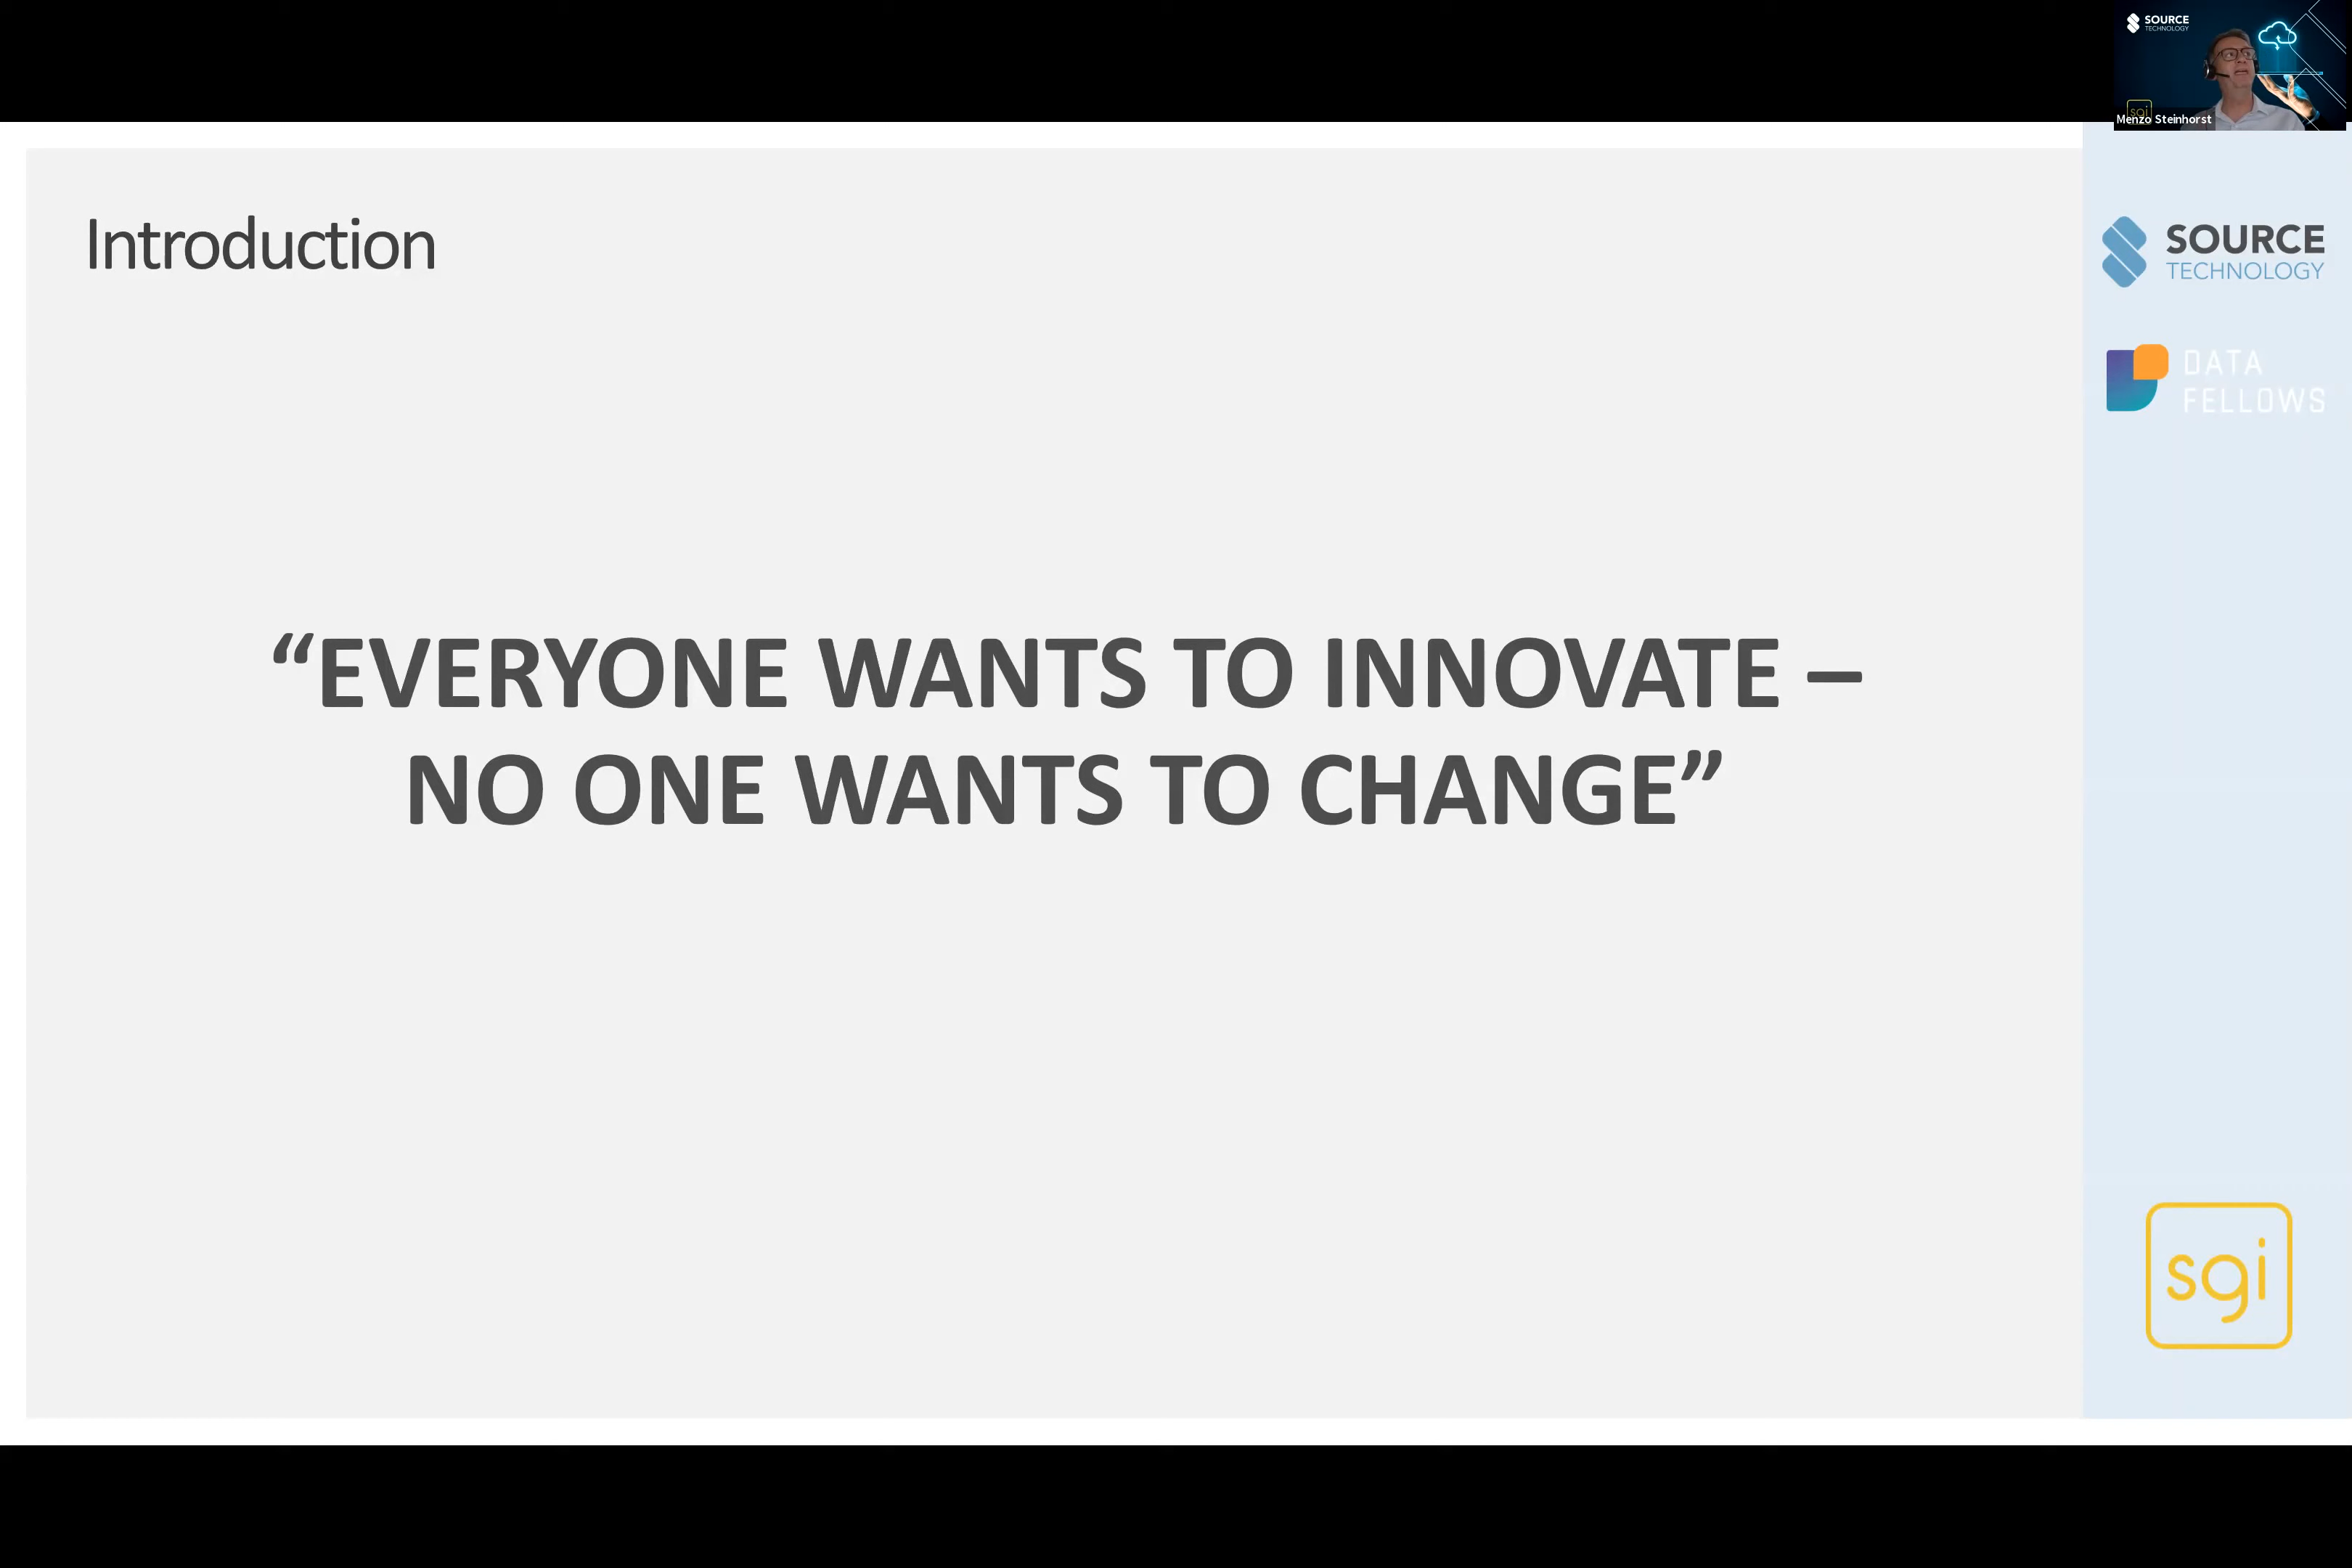 SOURCE
TECHNOLOGY
sgi
Menzo Steinhorst
Introduction
SOURCE
TECHNOLOGY
DATA
FELLOWS
“EVERYONE WANTS TO INNOVATE –
NO ONE WANTS TO CHANGE”
sgi